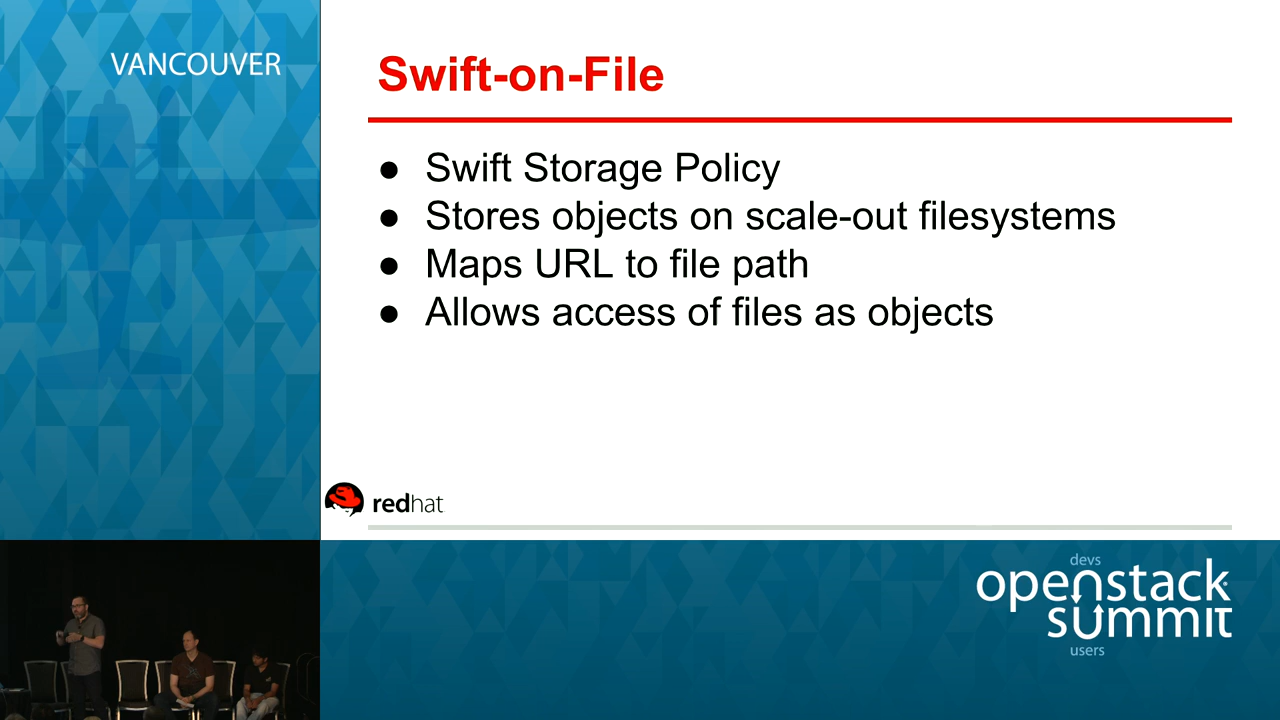 VANCOUVER
Swift-on-File
● Swift Storage Policy
● Stores objects on scale-out filesystems
● Maps URL to file path
● Allows access of files as objects
redhat
devs
openstack
summit
users